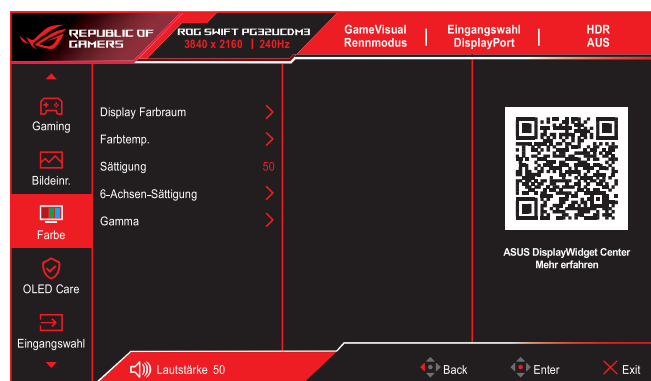 REPUBLIC OF
GAMERS
ROG SWIFT PG32UCDM3
3840 x 2160 | 240Hz
GameVisual
Rennmodus
Eingangswahl
DisplayPort
HDR
AUS
Gaming
Bildeinr.
Farbe
OLED Care
Eingangswahl
Display Farbraum
Farbtemp.
Sättigung 50
6-Achsen-Sättigung
Gamma
ASUS DisplayWidget Center
Mehr erfahren
Lautstärke 50
Back
Enter
Exit